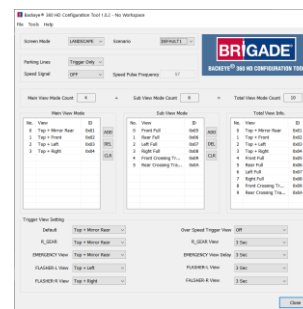 Backeye ® 360 HD Configuration Tool 1.0.2 - No Workspace
File Tools Help
Screen Mode LANDSCAPE Scenario DEFAULT1
Parking Lines Trigger Only
Speed Signal OFF Speed Pulse Frequency
BRIGADE
BACKEYE® 360 HD CONFIGURATION TOOL
Main View Mode Count 4 + Sub View Mode Count 6 = Total View Mode Count 10
Main View Mode Sub View Mode Total View Info.
No. View ID No. View ID No. View ID
0 Top + Mirror Rear 0x01 0 Front Full 0x05 0 Top + Mirror Rear 0x01
1 Top + Front 0x02 1 Rear Full 0x06 1 Top + Front 0x02
2 Top + Left 0x03 2 Left Full 0x07 2 Top + Left 0x03
3 Top + Right 0x04 3 Right Full 0x08 3 Top + Right 0x04
4 Front Crossing Tra... 0x09 4 Front Full 0x05
5 Rear Crossing Tra... 5 Rear Full 0x06
6 Left Full 0x07
7 Right Full 0x08
8 Front Crossing Tr... 0x09
9 Rear Crossing Tra...
ADD ADD
DEL DEL
CLR CLR
Trigger View Setting
Default Top + Mirror Rear Over Speed Trigger View Off
R_GEAR Top + Mirror Rear R_GEAR View 3 Sec
EMERGENCY View Top + Mirror Rear EMERGENCY View Delay 3 Sec
FLASHER-L View Top + Left FLASHER-L View 3 Sec
FLASHER-R View Top + Right FLASHER-R View 3 Sec
Close